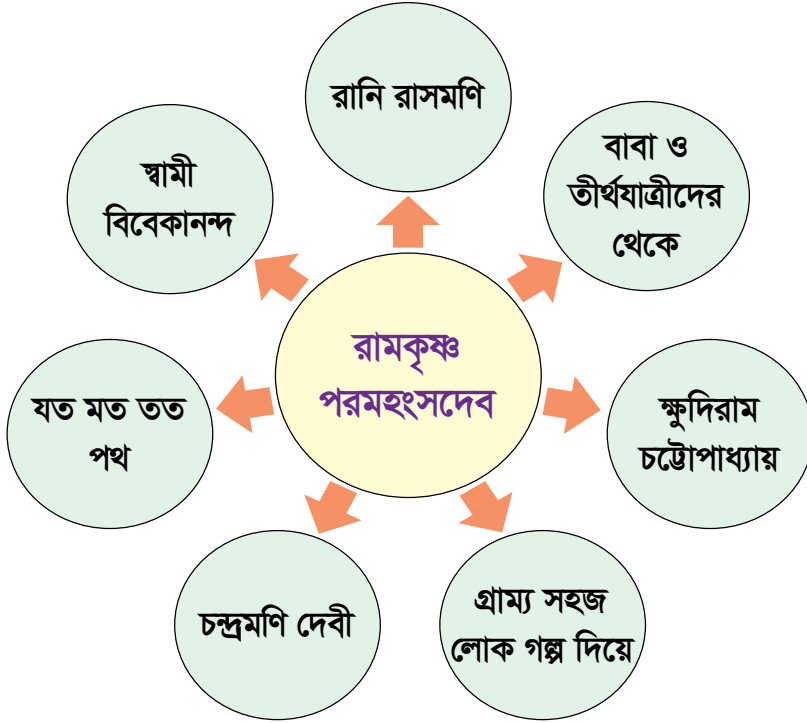 রানি রাসমণি
বাবা ও
তীর্থযাত্রীদের
থেকে
স্বামী
বিবেকানন্দ
রামকৃষ্ণ
পরমহংসদেব
যত মত তত
পথ
ক্ষুদিরাম
চট্টোপাধ্যায়
চন্দ্রমণি দেবী
গ্রাম্য সহজ
লোক গল্প দিয়ে